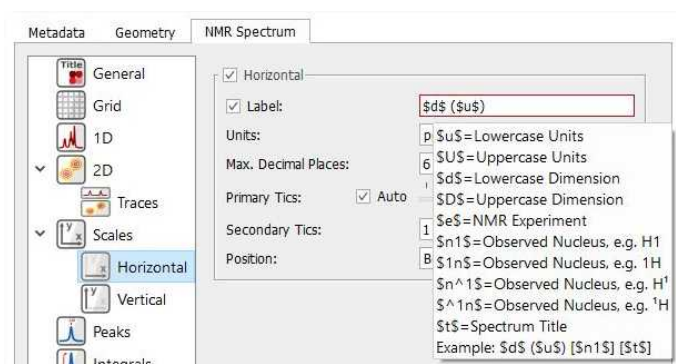 Metadata Geometry NMR Spectrum
Title
General
Grid
1D
2D
Traces
Scales
Horizontal
Vertical
Peaks
Integrals
Horizontal
Label: $d$ ($u$)
Units: p
Max. Decimal Places: 6
Primary Tics: Auto
Secondary Tics: 1
Position: B
$u$=Lowercase Units
$U$=Uppercase Units
$d$=Lowercase Dimension
$D$=Uppercase Dimension
$e$=NMR Experiment
$n1$=Observed Nucleus, e.g. H1
$1n$=Observed Nucleus, e.g. 1H
$n^1$=Observed Nucleus, e.g. H¹
$^1n$=Observed Nucleus, e.g. ¹H
$t$=Spectrum Title
Example: $d$ ($u$) [$n1$] [$t$]